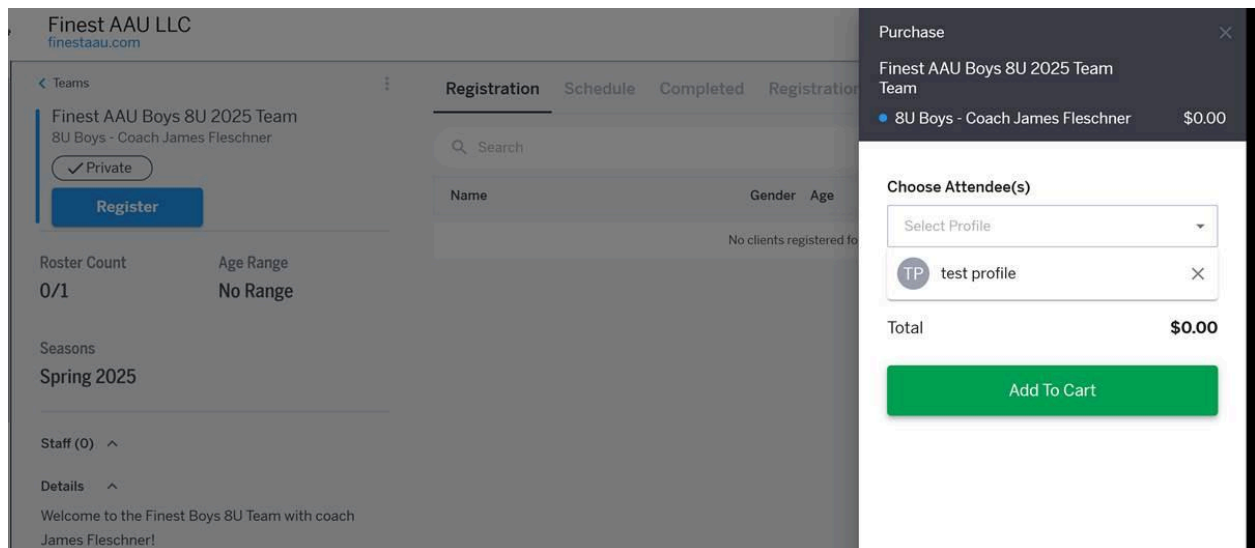 Finest AAU LLC
finestaau.com
Teams
Finest AAU Boys 8U 2025 Team
8U Boys - Coach James Fleschner
Private
Register
Roster Count Age Range
0/1 No Range
Seasons
Spring 2025
Staff (0)
Details
Welcome to the Finest Boys 8U Team with coach
James Fleschner!
Registration Schedule Completed Registration
Search
Name Gender Age
No clients registered fo
Purchase
Finest AAU Boys 8U 2025 Team
Team
8U Boys - Coach James Fleschner $0.00
Choose Attendee(s)
Select Profile
TP test profile
Total $0.00
Add To Cart